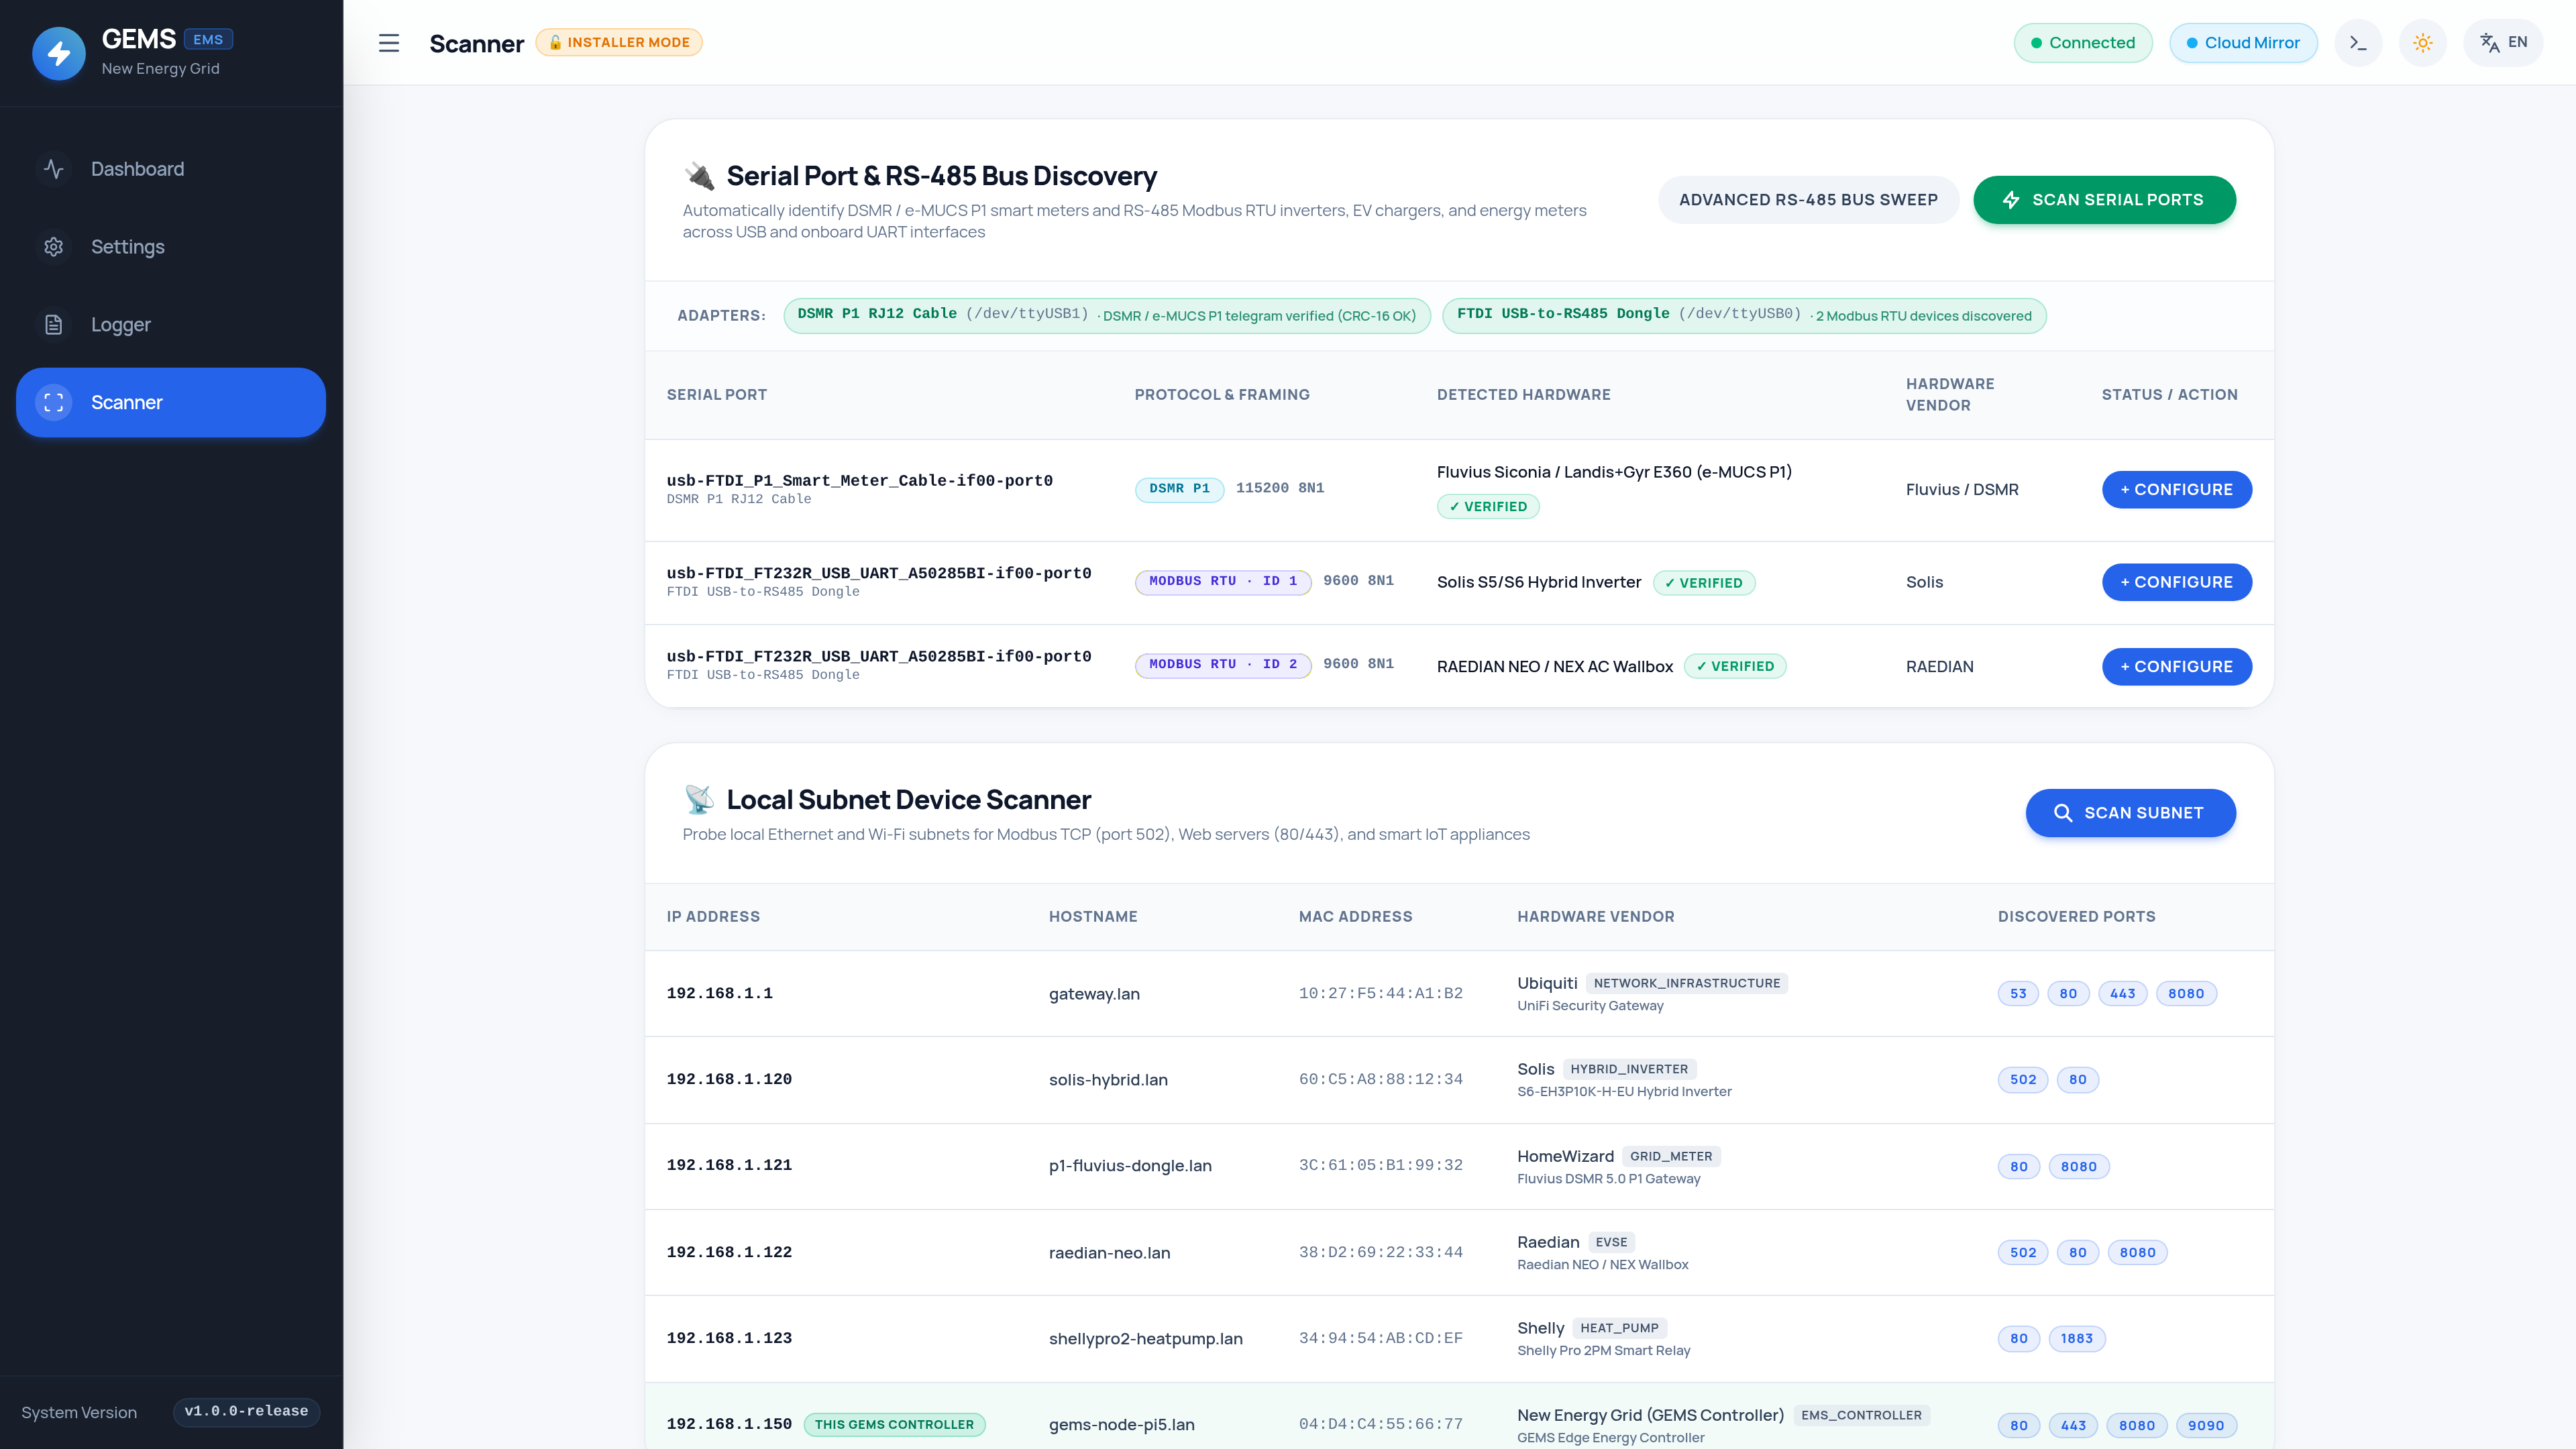 GEMS EMS
New Energy Grid
Dashboard
Settings
Logger
Scanner
System Version v1.0.0-release
Scanner INSTALLER MODE
Connected
Cloud Mirror
EN
Serial Port & RS-485 Bus Discovery
Automatically identify DSMR / e-MUCS P1 smart meters and RS-485 Modbus RTU inverters, EV chargers, and energy meters
across USB and onboard UART interfaces
ADVANCED RS-485 BUS SWEEP
SCAN SERIAL PORTS
ADAPTERS: DSMR P1 RJ12 Cable (/dev/ttyUSB1) · DSMR / e-MUCS P1 telegram verified (CRC-16 OK) FTDI USB-to-RS485 Dongle (/dev/ttyUSB0) · 2 Modbus RTU devices discovered
SERIAL PORT PROTOCOL & FRAMING DETECTED HARDWARE HARDWARE VENDOR STATUS / ACTION
usb-FTDI_P1_Smart_Meter_Cable-if00-port0
DSMR P1 RJ12 Cable
DSMR P1 115200 8N1
Fluvius Siconia / Landis+Gyr E360 (e-MUCS P1)
✓ VERIFIED
Fluvius / DSMR
+ CONFIGURE
usb-FTDI_FT232R_USB_UART_A50285BI-if00-port0
FTDI USB-to-RS485 Dongle
MODBUS RTU · ID 1 9600 8N1
Solis S5/S6 Hybrid Inverter ✓ VERIFIED
Solis
+ CONFIGURE
usb-FTDI_FT232R_USB_UART_A50285BI-if00-port0
FTDI USB-to-RS485 Dongle
MODBUS RTU · ID 2 9600 8N1
RAEDIAN NEO / NEX AC Wallbox ✓ VERIFIED
RAEDIAN
+ CONFIGURE
Local Subnet Device Scanner
Probe local Ethernet and Wi-Fi subnets for Modbus TCP (port 502), Web servers (80/443), and smart IoT appliances
SCAN SUBNET
IP ADDRESS HOSTNAME MAC ADDRESS HARDWARE VENDOR DISCOVERED PORTS
192.168.1.1 gateway.lan 10:27:F5:44:A1:B2
Ubiquiti NETWORK_INFRASTRUCTURE
UniFi Security Gateway
53 80 443 8080
192.168.1.120 solis-hybrid.lan 60:C5:A8:88:12:34
Solis HYBRID_INVERTER
S6-EH3P10K-H-EU Hybrid Inverter
502 80
192.168.1.121 p1-fluvius-dongle.lan 3C:61:05:B1:99:32
HomeWizard GRID_METER
Fluvius DSMR 5.0 P1 Gateway
80 8080
192.168.1.122 raedian-neo.lan 38:D2:69:22:33:44
Raedian EVSE
Raedian NEO / NEX Wallbox
502 80 8080
192.168.1.123 shellypro2-heatpump.lan 34:94:54:AB:CD:EF
Shelly HEAT_PUMP
Shelly Pro 2PM Smart Relay
80 1883
192.168.1.150 THIS GEMS CONTROLLER gems-node-pi5.lan 04:D4:C4:55:66:77
New Energy Grid (GEMS Controller) EMS_CONTROLLER
GEMS Edge Energy Controller
80 443 8080 9090